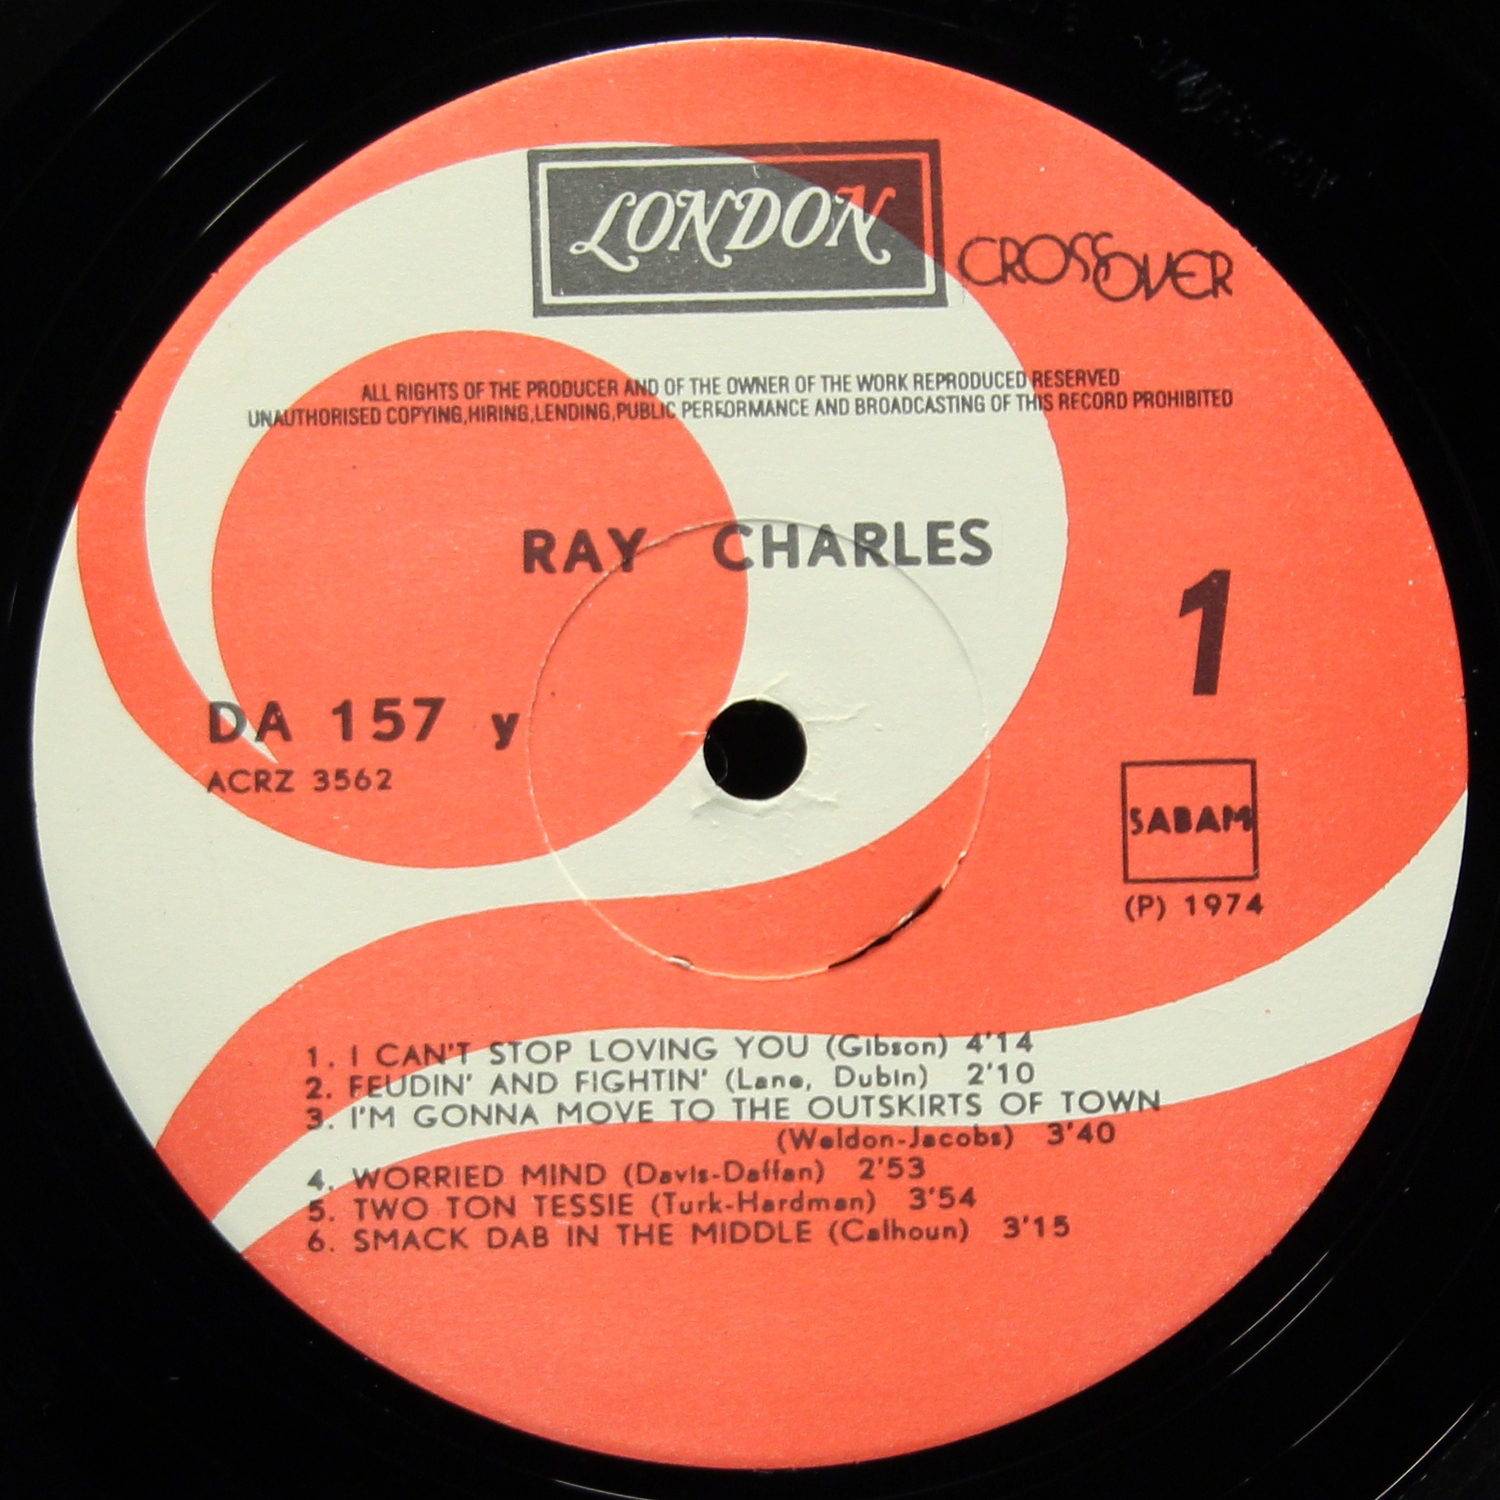 LONDON
CROSSOVER
ALL RIGHTS OF THE PRODUCER AND OF THE OWNER OF THE WORK REPRODUCED RESERVED
UNAUTHORISED COPYING,HIRING,LENDING,PUBLIC PERFORMANCE AND BROADCASTING OF THIS RECORD PROHIBITED
RAY CHARLES
1
DA 157 y
ACRZ 3562
SABAM
(P) 1974
1. I CAN'T STOP LOVING YOU (Gibson) 4'14
2. FEUDIN' AND FIGHTIN' (Lane, Dubin) 2'10
3. I'M GONNA MOVE TO THE OUTSKIRTS OF TOWN
(Weldon-Jacobs) 3'40
4. WORRIED MIND (Davis-Daffan) 2'53
5. TWO TON TESSIE (Turk-Hardman) 3'54
6. SMACK DAB IN THE MIDDLE (Calhoun) 3'15